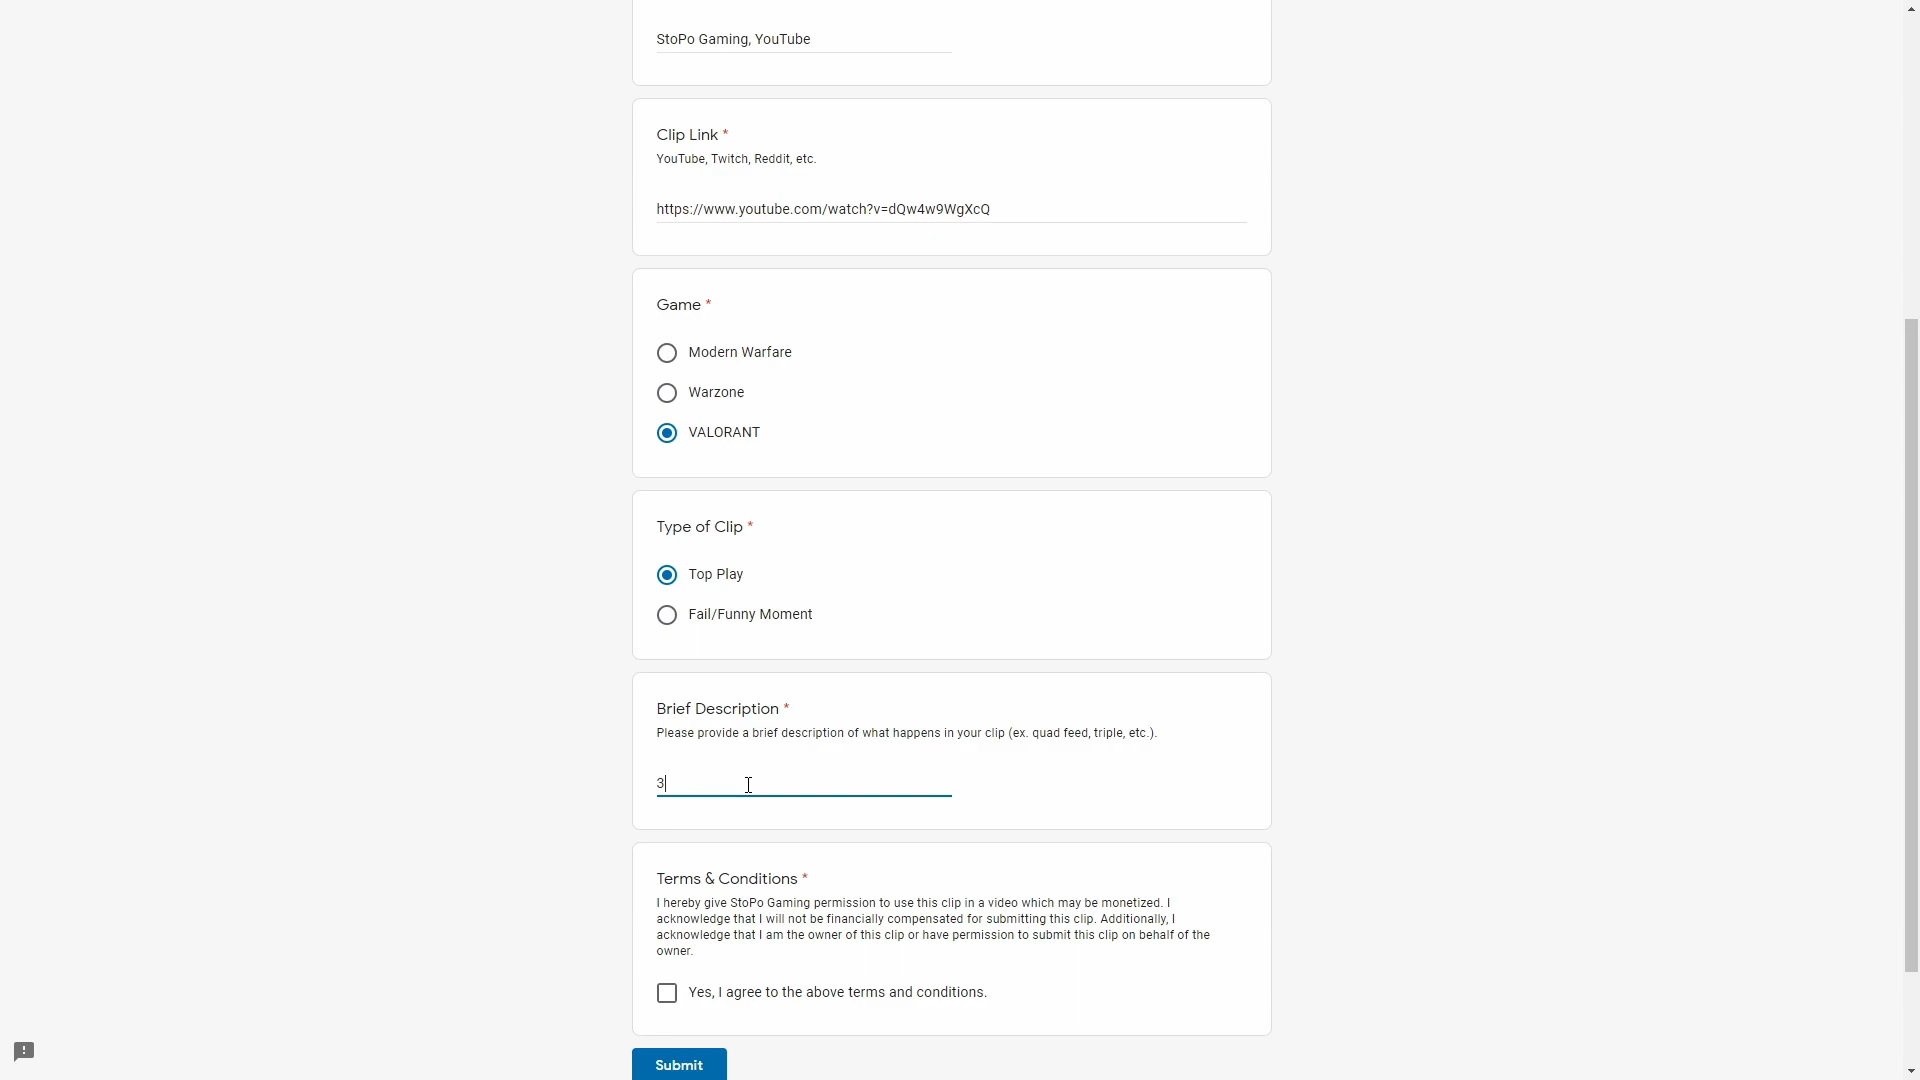 StoPo Gaming, YouTube
Clip Link *
YouTube, Twitch, Reddit, etc.
https://www.youtube.com/watch?v=dQw4w9WgXcQ
Game *
Modern Warfare
Warzone
VALORANT
Type of Clip *
Top Play
Fail/Funny Moment
Brief Description *
Please provide a brief description of what happens in your clip (ex. quad feed, triple, etc.).
3
Terms & Conditions *
I hereby give StoPo Gaming permission to use this clip in a video which may be monetized. I
acknowledge that I will not be financially compensated for submitting this clip. Additionally, I
acknowledge that I am the owner of this clip or have permission to submit this clip on behalf of the
owner.
Yes, I agree to the above terms and conditions.
Submit